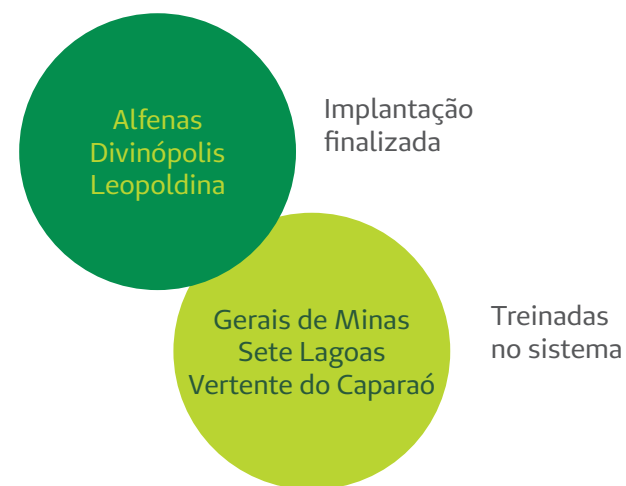 Alfenas
Divinópolis
Leopoldina
Implantação
finalizada
Gerais de Minas
Sete Lagoas
Vertente do Caparaó
Treinadas
no sistema